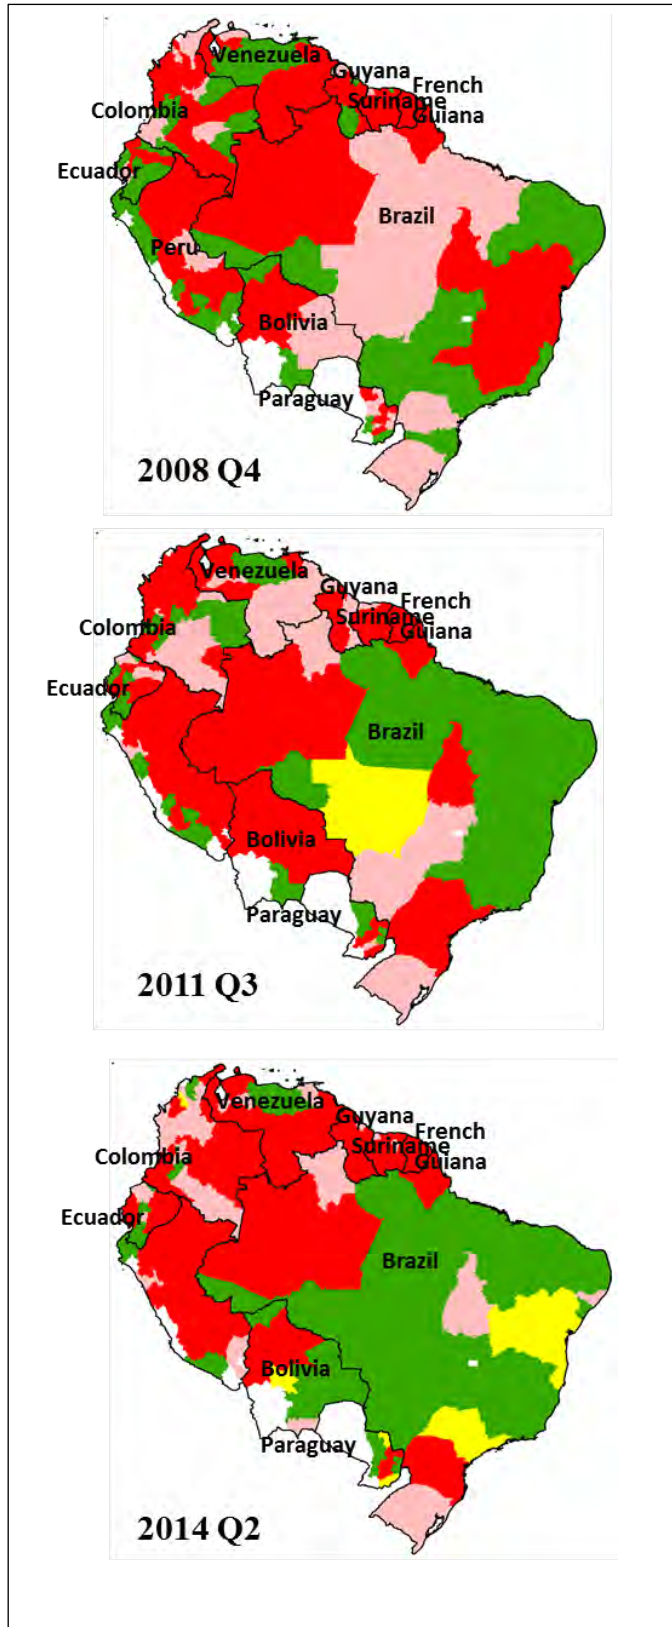 Venezuela
Guyana
French
Suriname
Guiana
Colombia
Ecuador
Brazil
Peru
Bolivia
Paraguay
2008 Q4
Venezuela
Guyana
French
Suriname
Guiana
Colombia
Ecuador
Brazil
Bolivia
Paraguay
2011 Q3
Venezuela
Guyana
French
Suriname
Guiana
Colombia
Ecuador
Brazil
Bolivia
Paraguay
2014 Q2